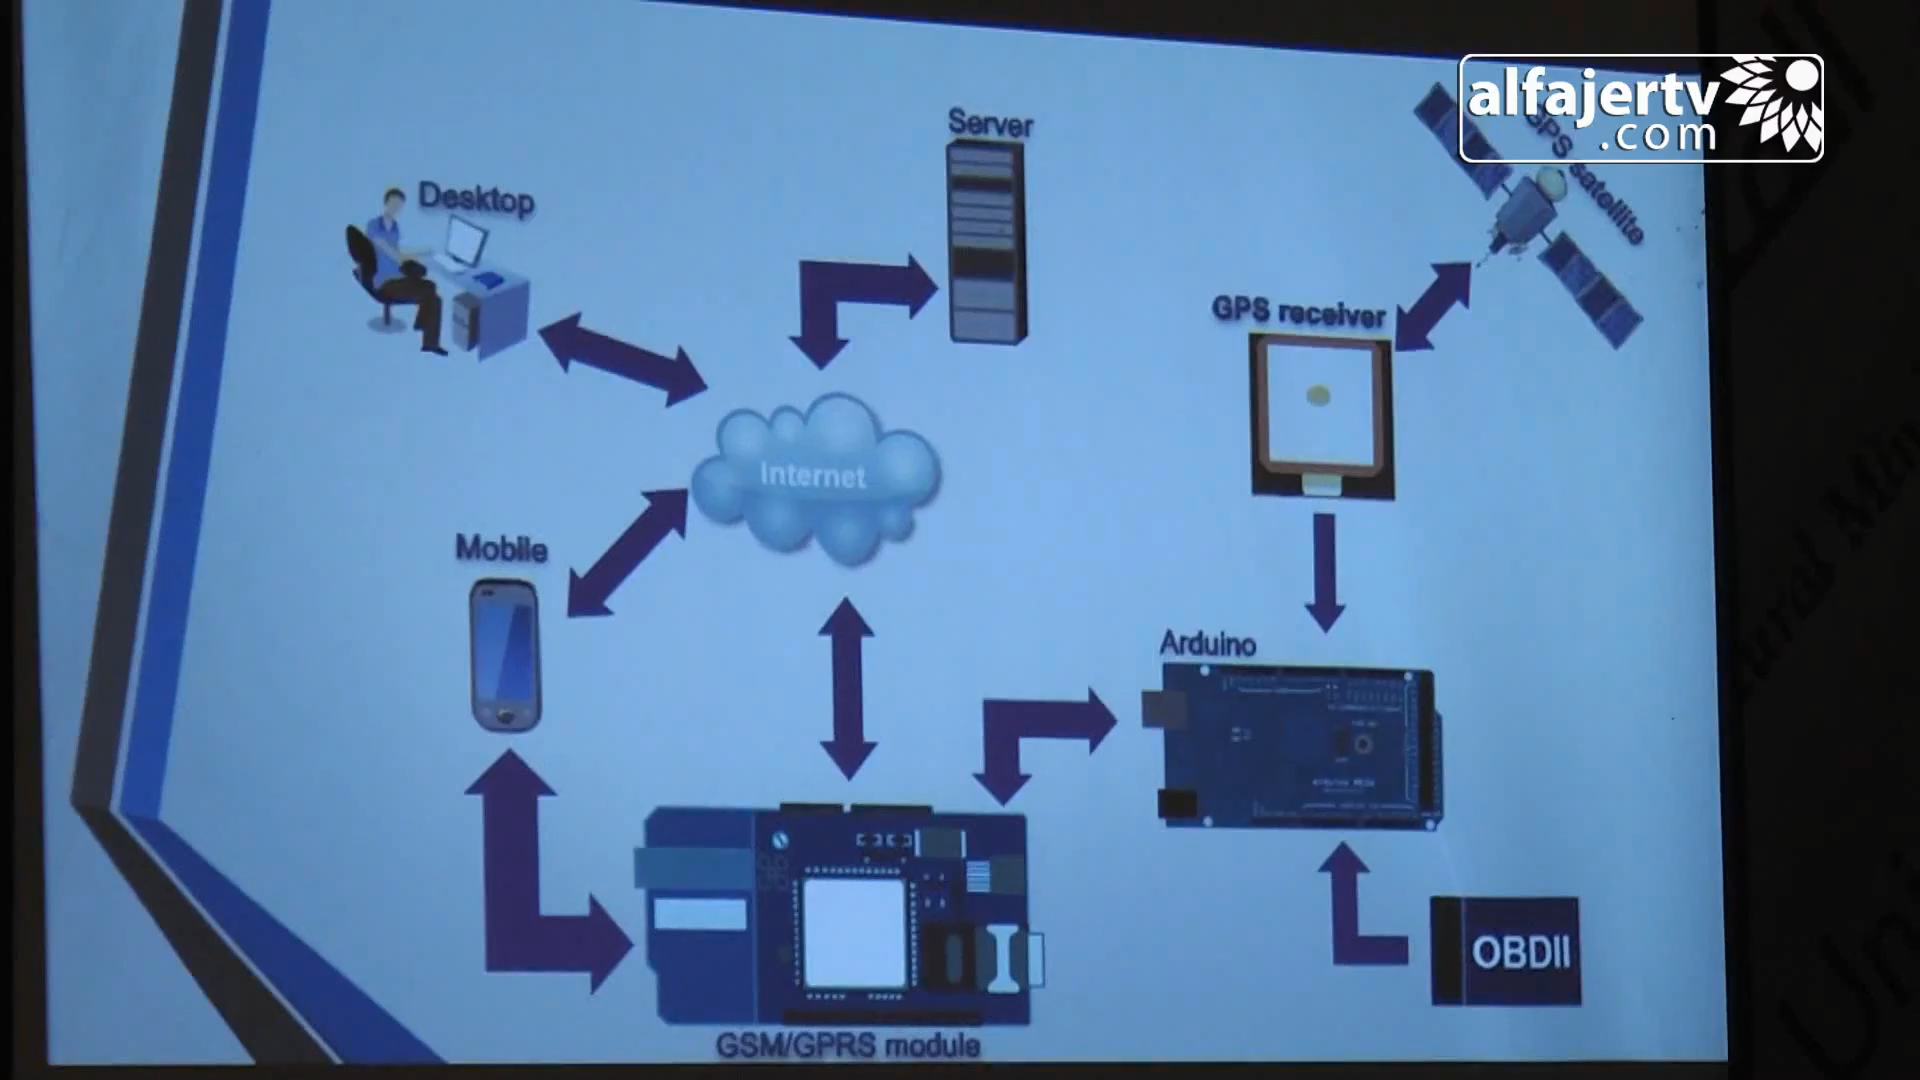 alfajertv
.com
Server
Desktop
GPS satellite
GPS receiver
Internet
Mobile
Arduino
OBDII
GSM/GPRS module